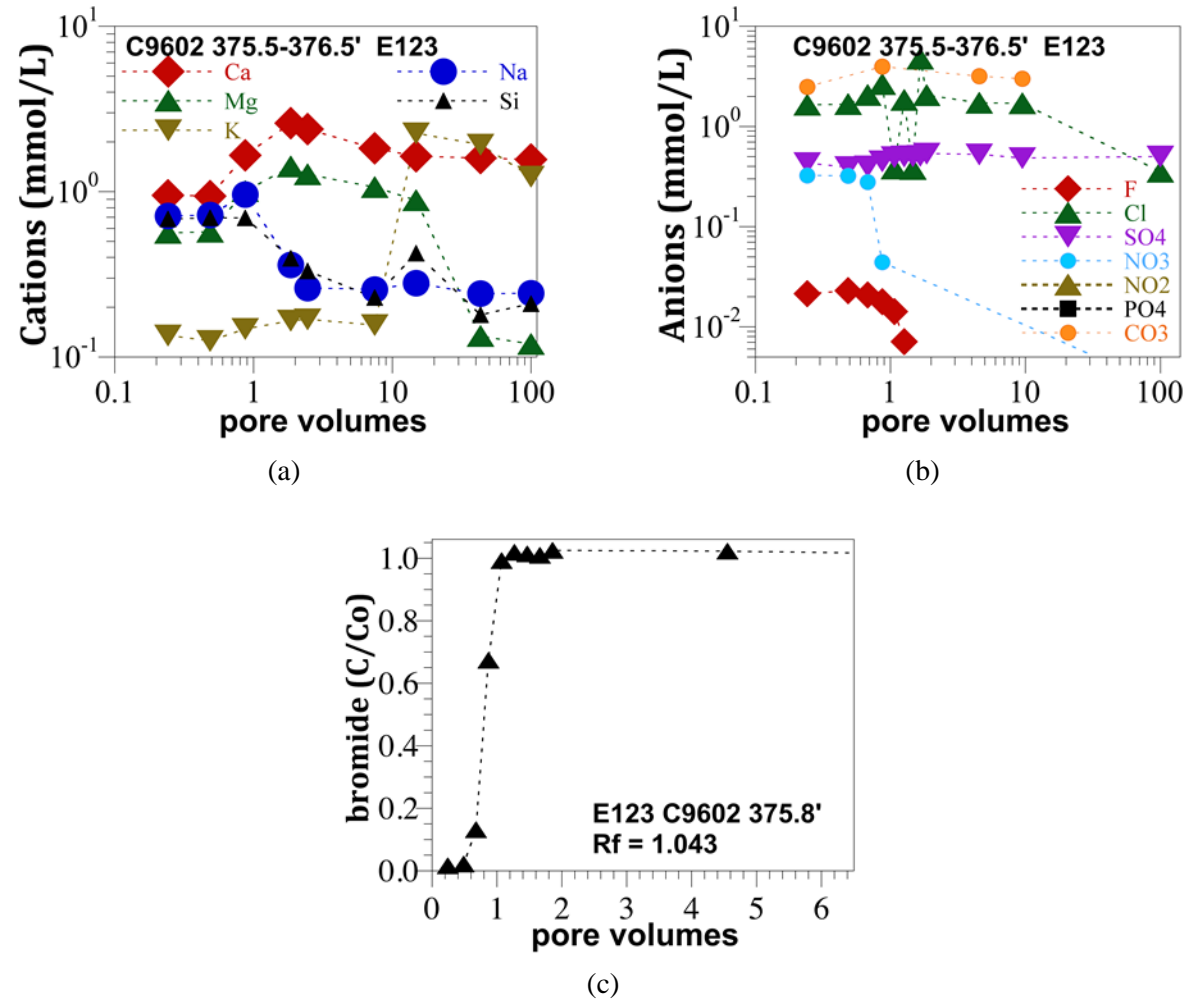 C9602 375.5-376.5' E123
Ca
Na
Mg
Si
K
Cations (mmol/L)
10^1
10^0
10^-1
0.1 1 10 100
pore volumes
(a)
C9602 375.5-376.5' E123
Anions (mmol/L)
10^1
10^0
10^-1
10^-2
F
Cl
SO4
NO3
NO2
PO4
CO3
0.1 1 10 100
pore volumes
(b)
bromide (C/Co)
1.0
0.8
0.6
0.4
0.2
0.0
E123 C9602 375.8'
Rf = 1.043
0 1 2 3 4 5 6
pore volumes
(c)